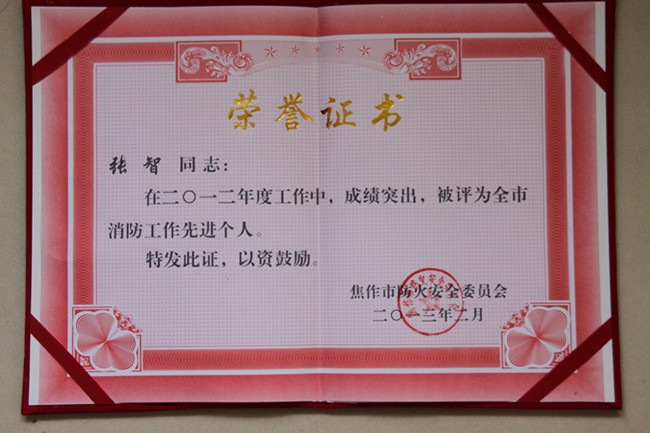 荣誉证书
张智 同志：
在二〇一二年度工作中，成绩突出，被评为全市
消防工作先进个人。
特发此证，以资鼓励。
焦作市防火安全委员会
二〇一三年二月